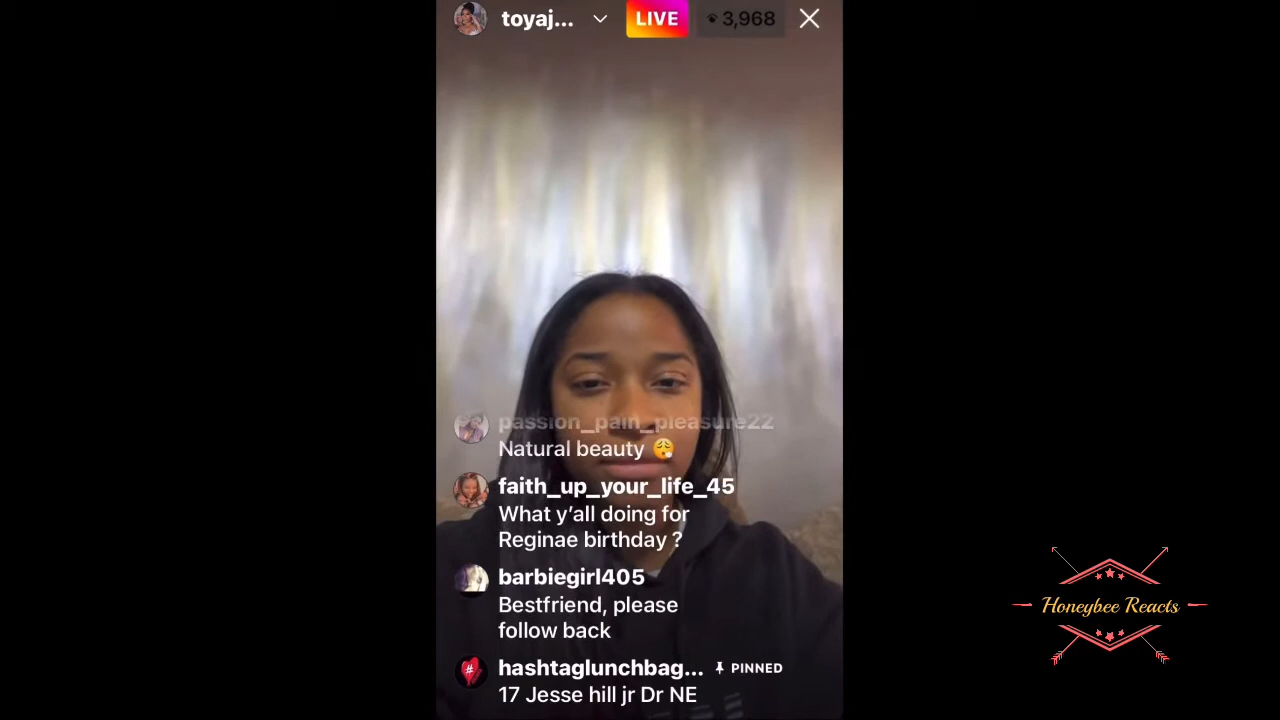 toyaj...
LIVE
3,968
passion_pain_pleasure22
Natural beauty 😮‍💨
faith_up_your_life_45
What y'all doing for
Reginae birthday ?
barbiegirl405
Bestfriend, please
follow back
hashtaglunchbag... PINNED
17 Jesse hill jr Dr NE
Honeybee Reacts